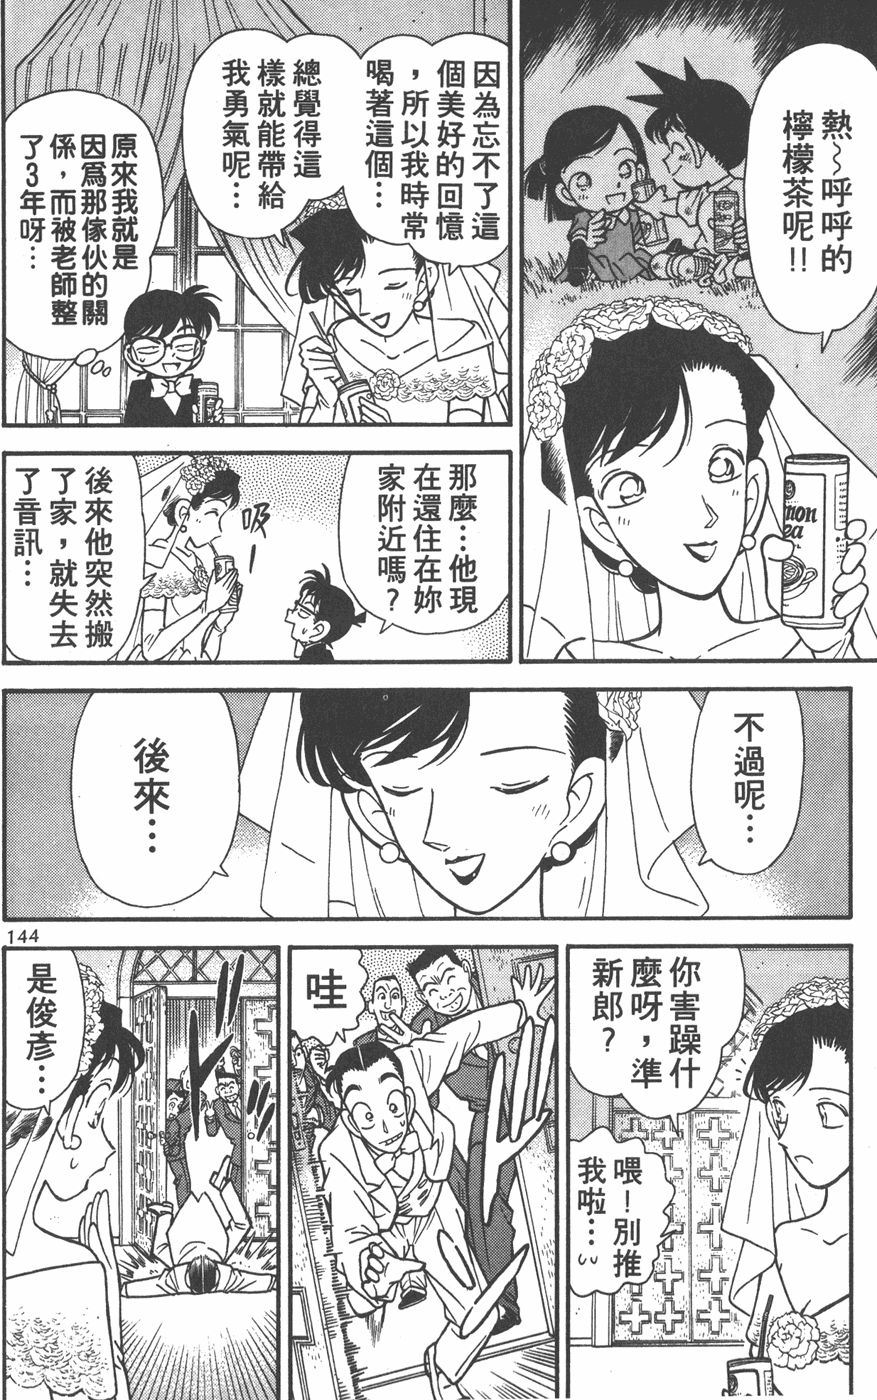 熱～呼呼的
檸檬茶呢!!
mon
ea
因為忘不了這
個美好的回憶
，所以我時常
喝著這個…
總覺得這
樣就能帶給
我勇氣呢…
原來我就是
因爲那傢伙的關
係，而被老師整
了3年呀…
那麼…他現
在還住在妳
家附近嗎?
吸—
後來他突然搬
了家，就失去
了音訊…
不過呢…
後來…
144
你害躁什
麼呀，準
新郎?
喂!別推
我啦…
哇
是俊彥…